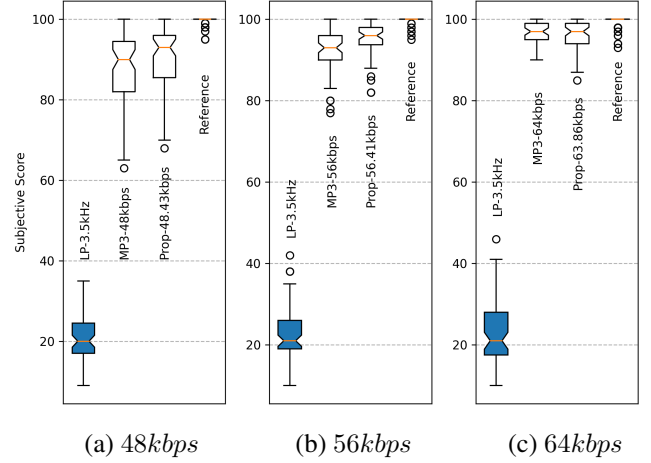 Subjective Score
100
80
60
40
20
LP-3.5kHz
MP3-48kbps
Prop-48.43kbps
Reference
100
80
60
40
20
LP-3.5kHz
MP3-56kbps
Prop-56.41kbps
Reference
100
80
60
40
20
LP-3.5kHz
MP3-64kbps
Prop-63.86kbps
Reference
(a) 48kbps
(b) 56kbps
(c) 64kbps